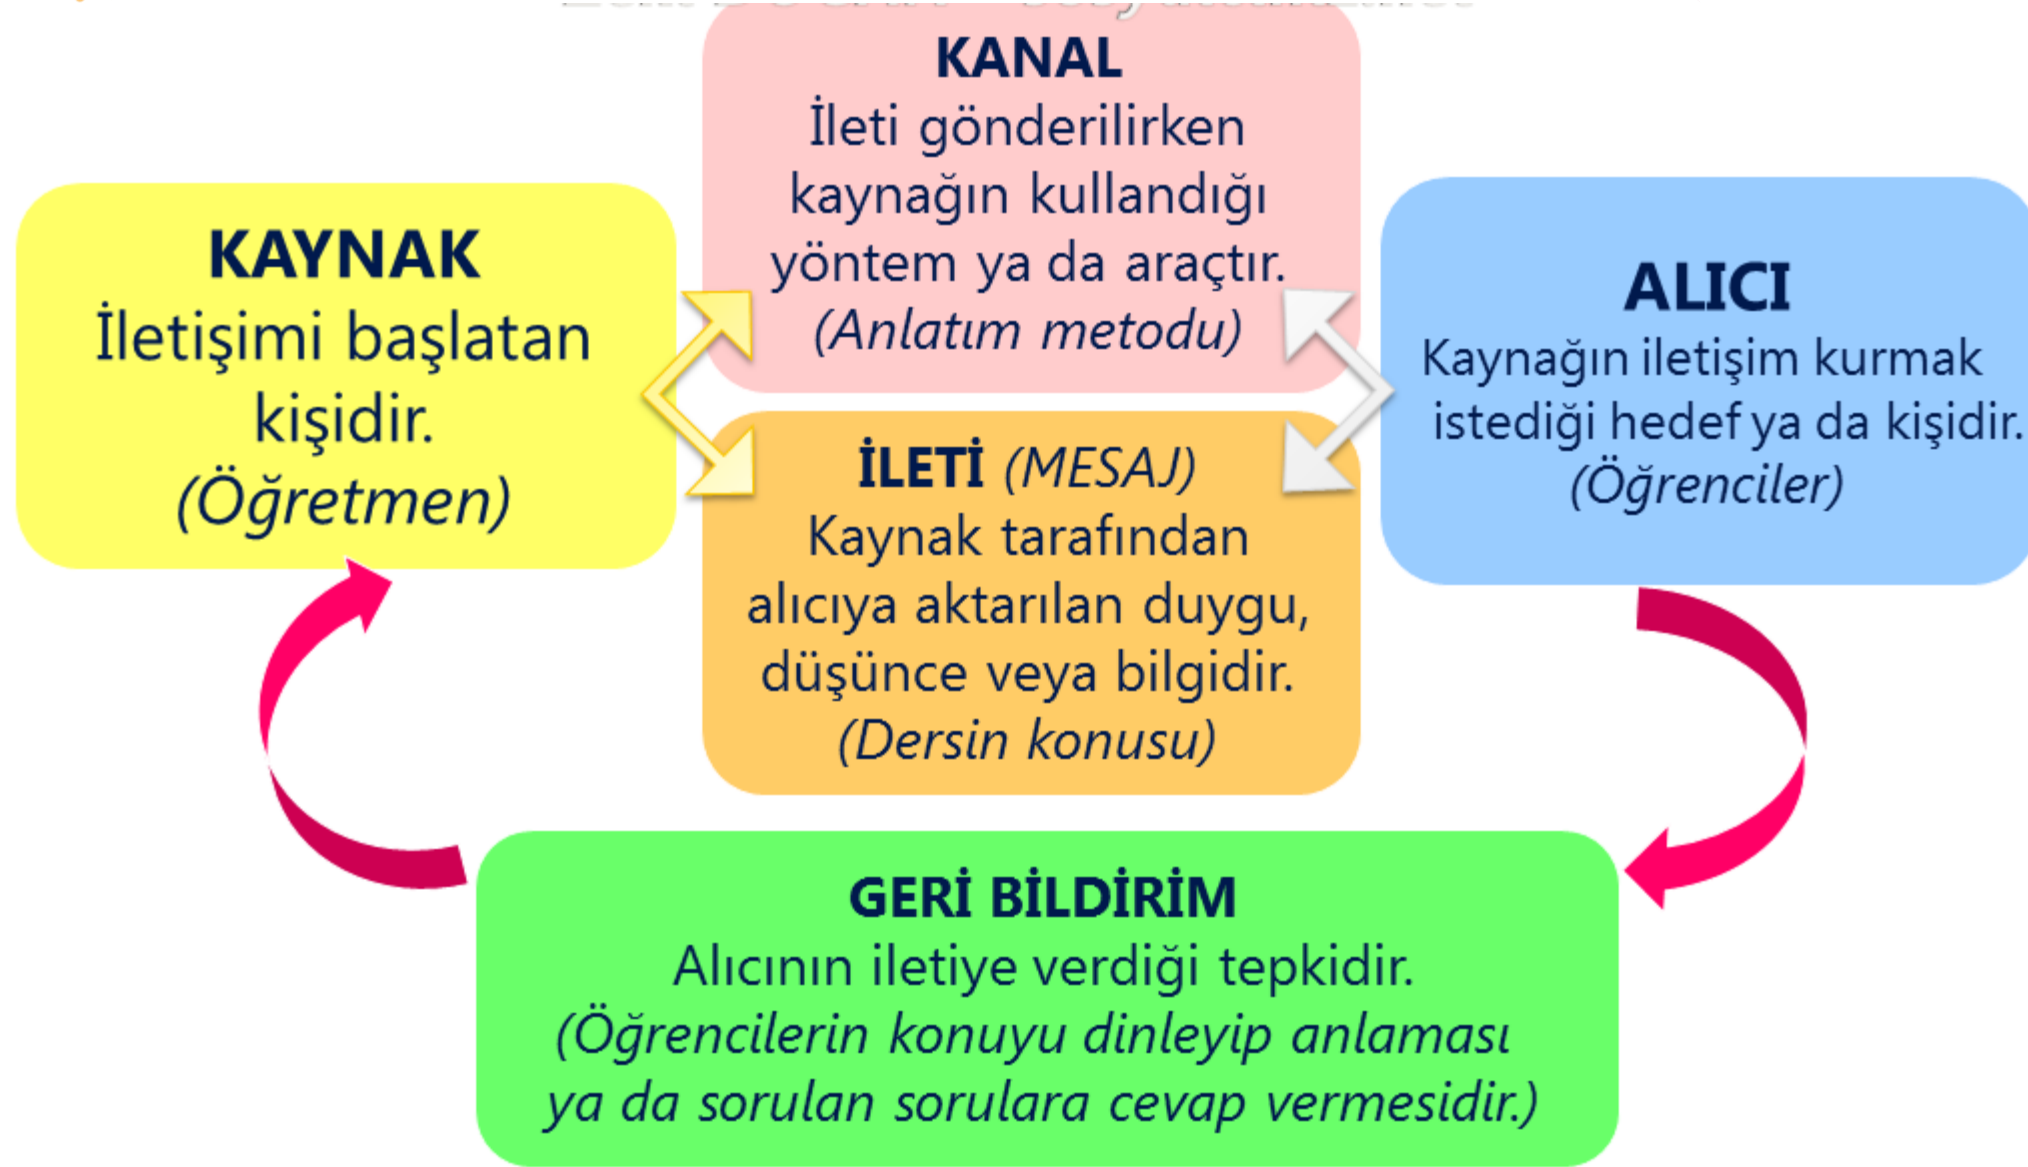 KAYNAK
İletişimi başlatan
kişidir.
(Öğretmen)
KANAL
İleti gönderilirken
kaynağın kullandığı
yöntem ya da araçtır.
(Anlatım metodu)
İLETİ (MESAJ)
Kaynak tarafından
alıcıya aktarılan duygu,
düşünce veya bilgidir.
(Dersin konusu)
ALICI
Kaynağın iletişim kurmak
istediği hedef ya da kişidir.
(Öğrenciler)
GERİ BİLDİRİM
Alıcının iletiye verdiği tepkidir.
(Öğrencilerin konuyu dinleyip anlaması
ya da sorulan sorulara cevap vermesidir.)